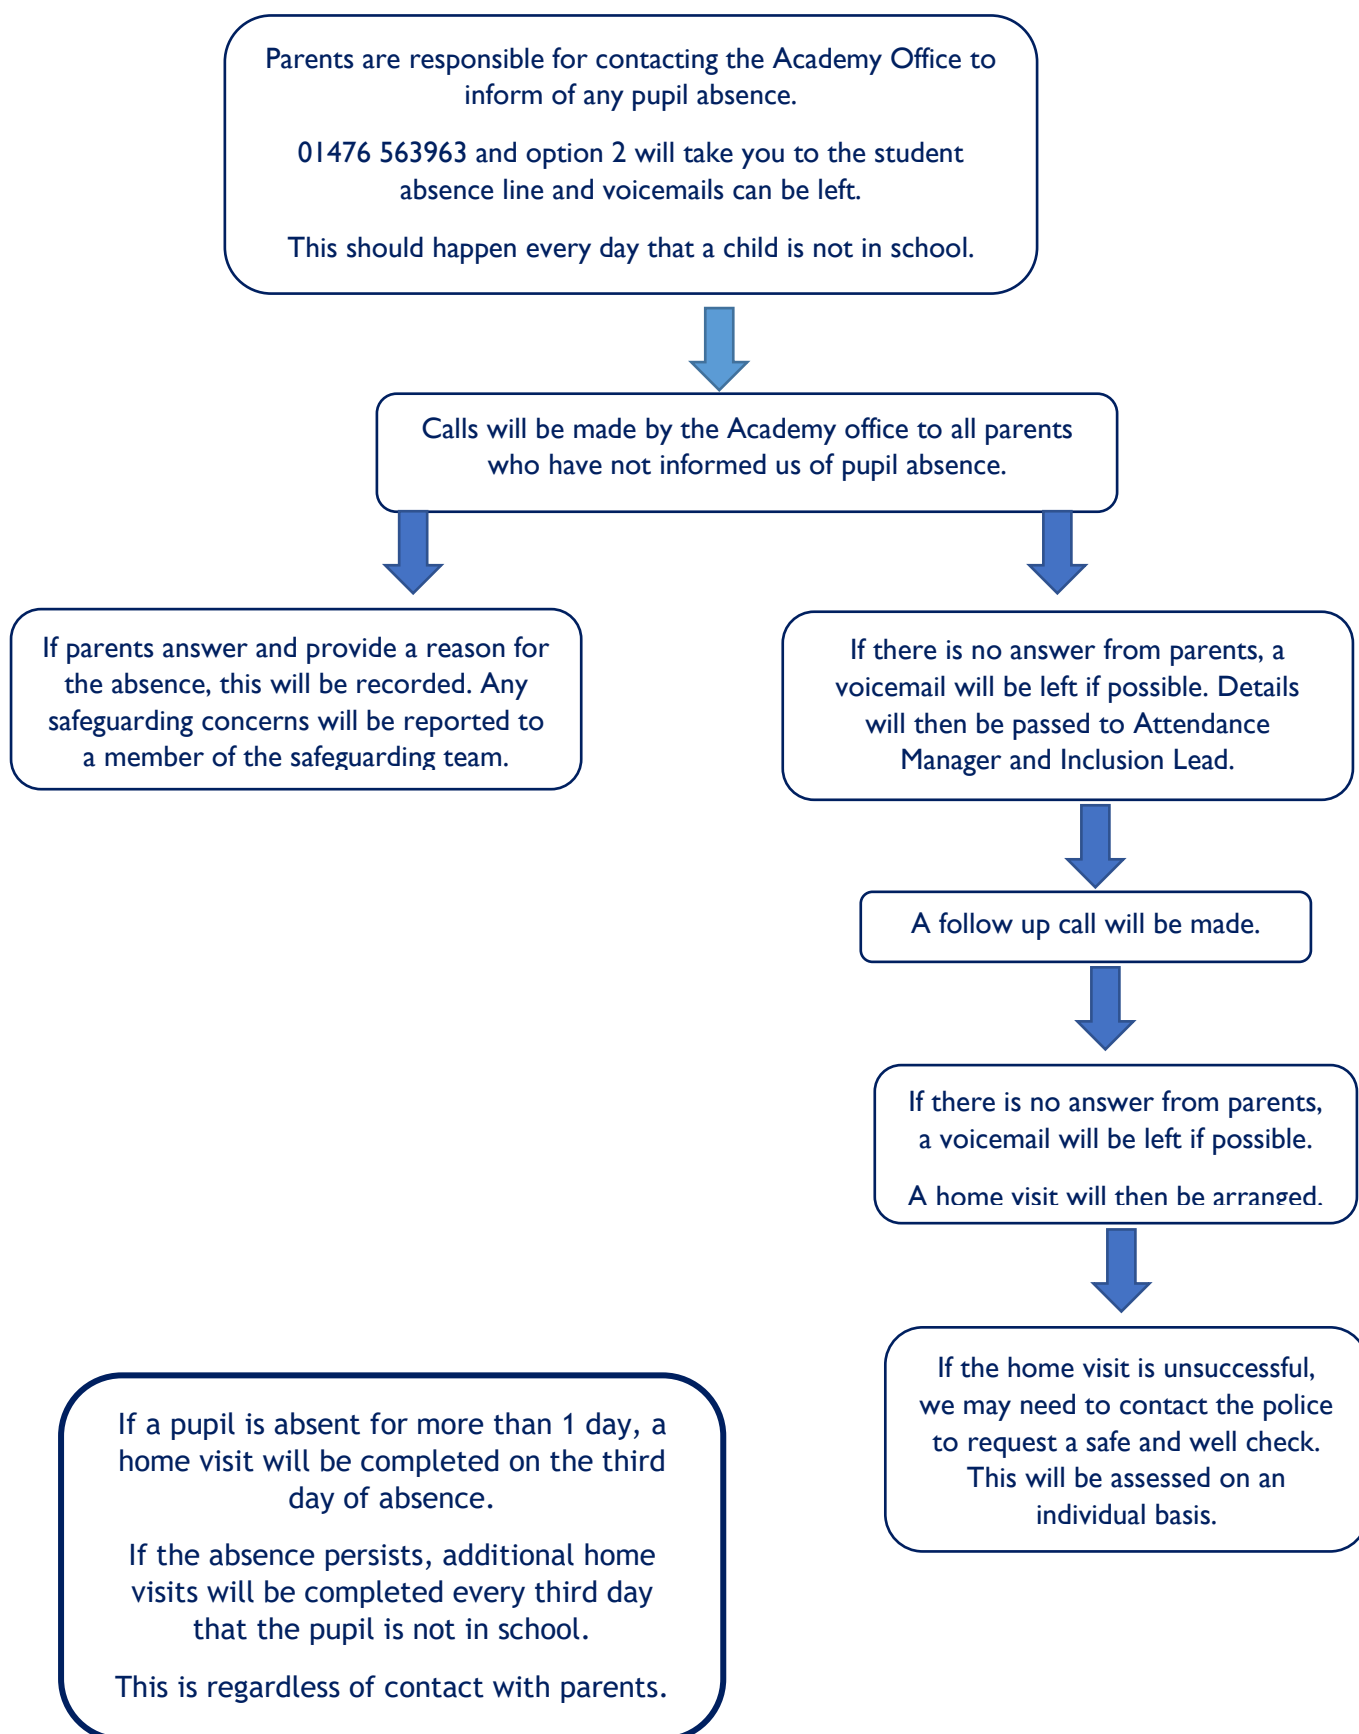 Parents are responsible for contacting the Academy Office to
inform of any pupil absence.
01476 563963 and option 2 will take you to the student
absence line and voicemails can be left.
This should happen every day that a child is not in school.
Calls will be made by the Academy office to all parents
who have not informed us of pupil absence.
If parents answer and provide a reason for
the absence, this will be recorded. Any
safeguarding concerns will be reported to
a member of the safeguarding team.
If there is no answer from parents, a
voicemail will be left if possible. Details
will then be passed to Attendance
Manager and Inclusion Lead.
A follow up call will be made.
If there is no answer from parents,
a voicemail will be left if possible.
A home visit will then be arranged.
If the home visit is unsuccessful,
we may need to contact the police
to request a safe and well check.
This will be assessed on an
individual basis.
If a pupil is absent for more than 1 day, a
home visit will be completed on the third
day of absence.
If the absence persists, additional home
visits will be completed every third day
that the pupil is not in school.
This is regardless of contact with parents.